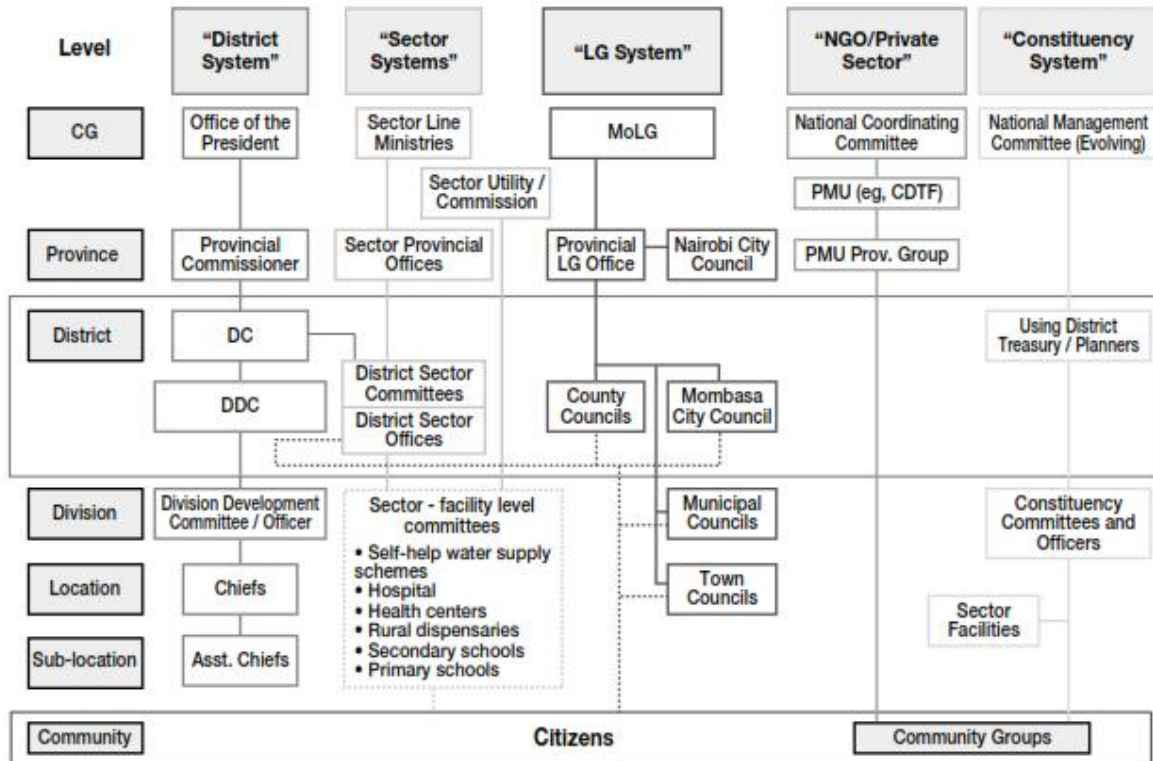 Level
“District
System”
“Sector
Systems”
“LG System”
“NGO/Private
Sector”
“Constituency
System”
CG
Office of the
President
Sector Line
Ministries
MoLG
National Coordinating
Committee
National Management
Committee (Evolving)
Sector Utility /
Commission
PMU (eg, CDTF)
Province
Provincial
Commissioner
Sector Provincial
Offices
Provincial
LG Office
Nairobi City
Council
PMU Prov. Group
District
DC
Using District
Treasury / Planners
DDC
District Sector
Committees
District Sector
Offices
County
Councils
Mombasa
City Council
Division
Division Development
Committee / Officer
Sector - facility level
committees
• Self-help water supply
schemes
• Hospital
• Health centers
• Rural dispensaries
• Secondary schools
• Primary schools
Municipal
Councils
Constituency
Committees and
Officers
Location
Chiefs
Town
Councils
Sector
Facilities
Sub-location
Asst. Chiefs
Community
Citizens
Community Groups